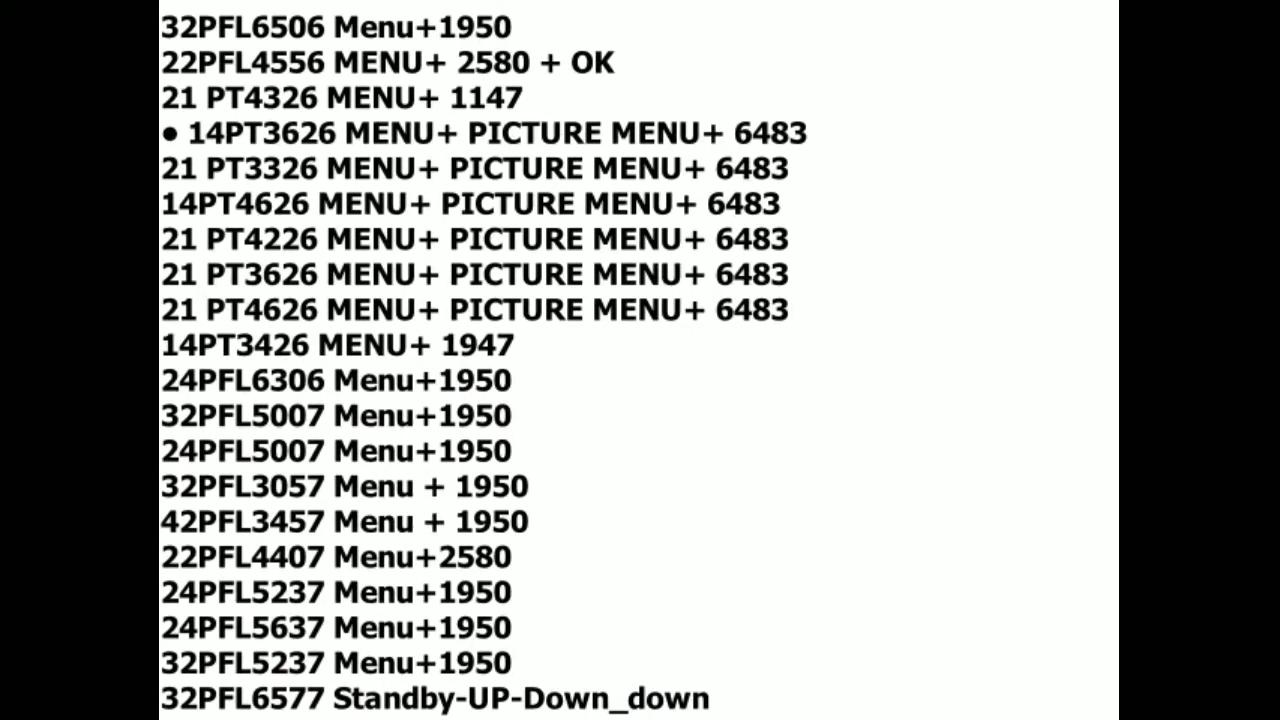 32PFL6506 Menu+1950
22PFL4556 MENU+ 2580 + OK
21 PT4326 MENU+ 1147
● 14PT3626 MENU+ PICTURE MENU+ 6483
21 PT3326 MENU+ PICTURE MENU+ 6483
14PT4626 MENU+ PICTURE MENU+ 6483
21 PT4226 MENU+ PICTURE MENU+ 6483
21 PT3626 MENU+ PICTURE MENU+ 6483
21 PT4626 MENU+ PICTURE MENU+ 6483
14PT3426 MENU+ 1947
24PFL6306 Menu+1950
32PFL5007 Menu+1950
24PFL5007 Menu+1950
32PFL3057 Menu + 1950
42PFL3457 Menu + 1950
22PFL4407 Menu+2580
24PFL5237 Menu+1950
24PFL5637 Menu+1950
32PFL5237 Menu+1950
32PFL6577 Standby-UP-Down_down